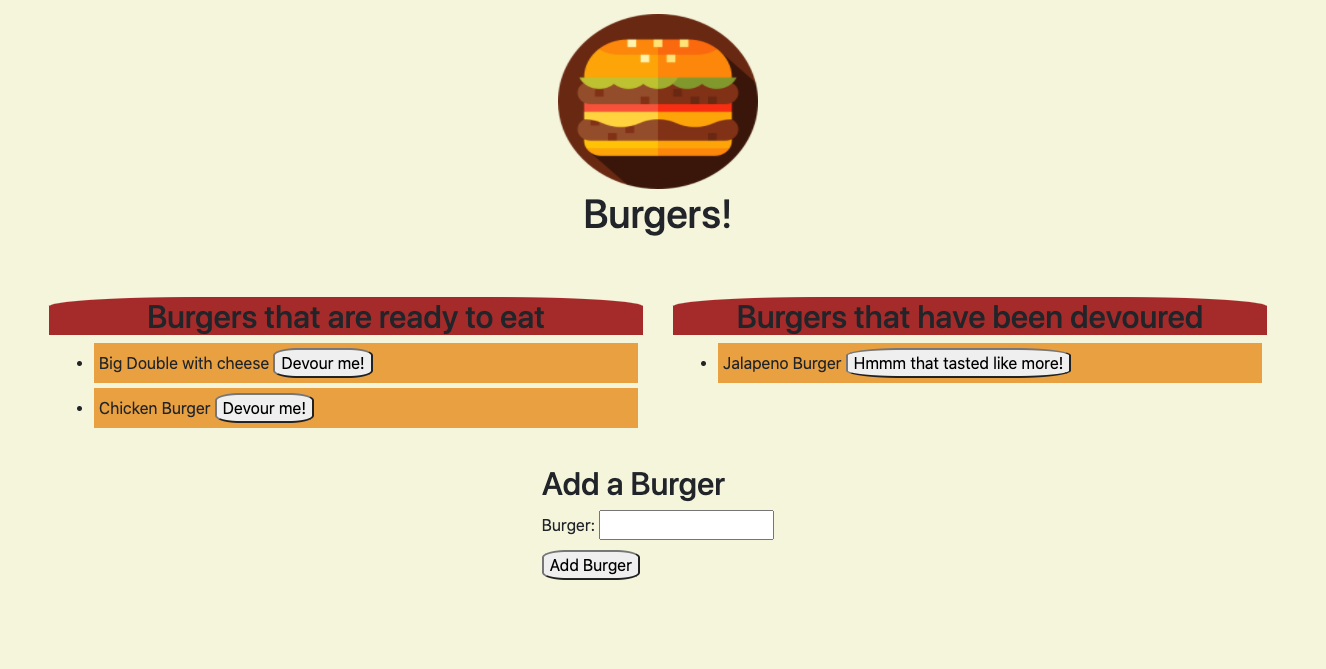 Burgers!
Burgers that are ready to eat
Big Double with cheese Devour me!
Chicken Burger Devour me!
Burgers that have been devoured
Jalapeno Burger Hmmm that tasted like more!
Add a Burger
Burger:
Add Burger